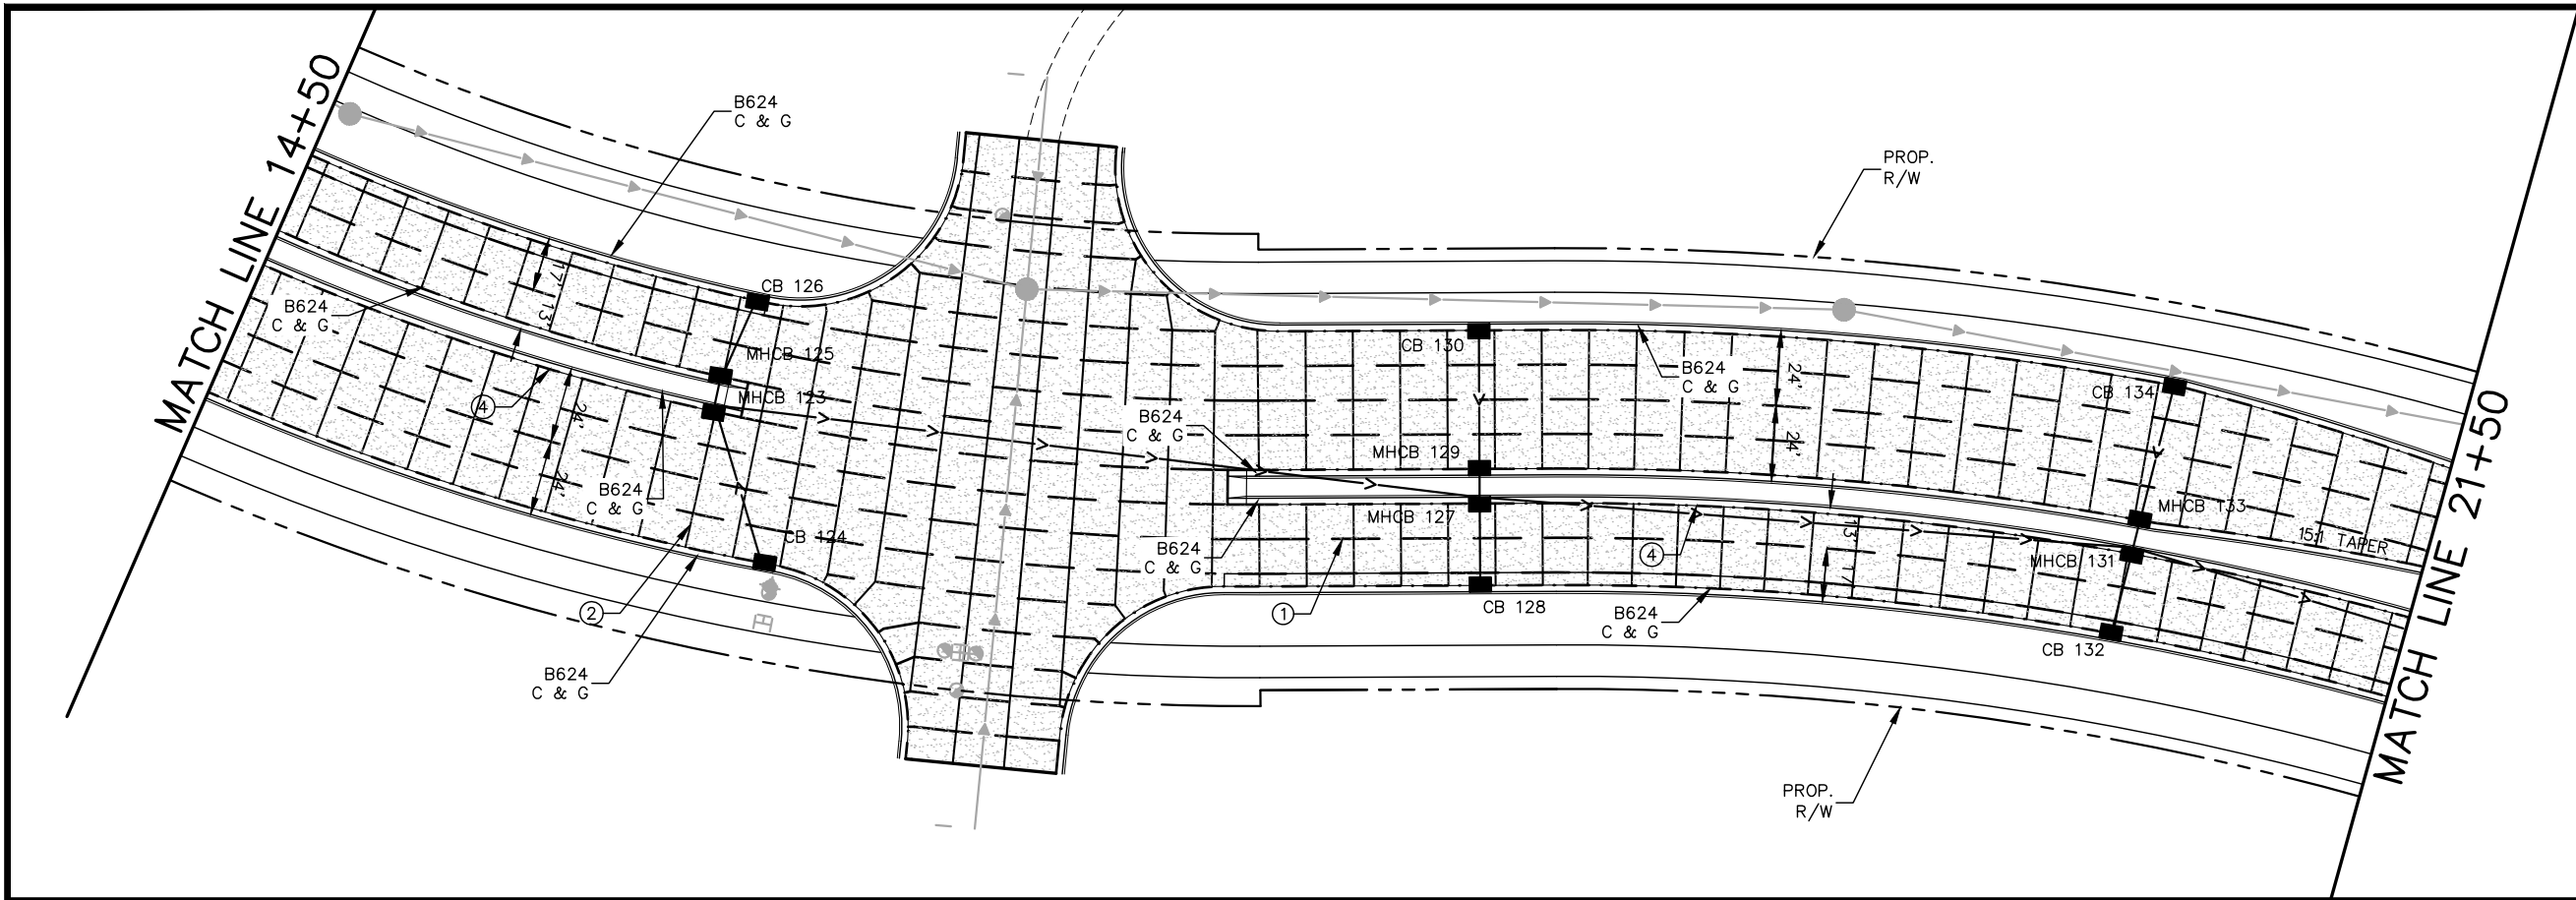 MATCH LINE 14+50
B624
C & G
PROP.
R/W
CB 126
17'
13'
B624
C & G
MHCB 125
MHCB 123
CB 130
B624
C & G
24'
24'
CB 134
4
24'
24'
B624
C & G
B624
C & G
MHCB 129
MHCB 127
MHCB 133
15:1 TAPER
MATCH LINE 21+50
CB 124
B624
C & G
4
13'
17'
MHCB 131
2
1
CB 128
B624
C & G
CB 132
B624
C & G
PROP.
R/W